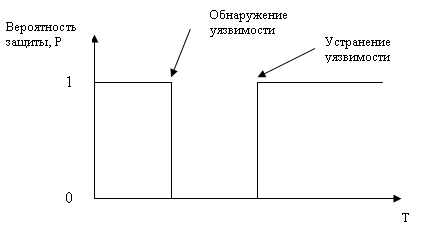 Вероятность
защиты, P
Обнаружение
уязвимости
Устранение
уязвимости
1
0
T